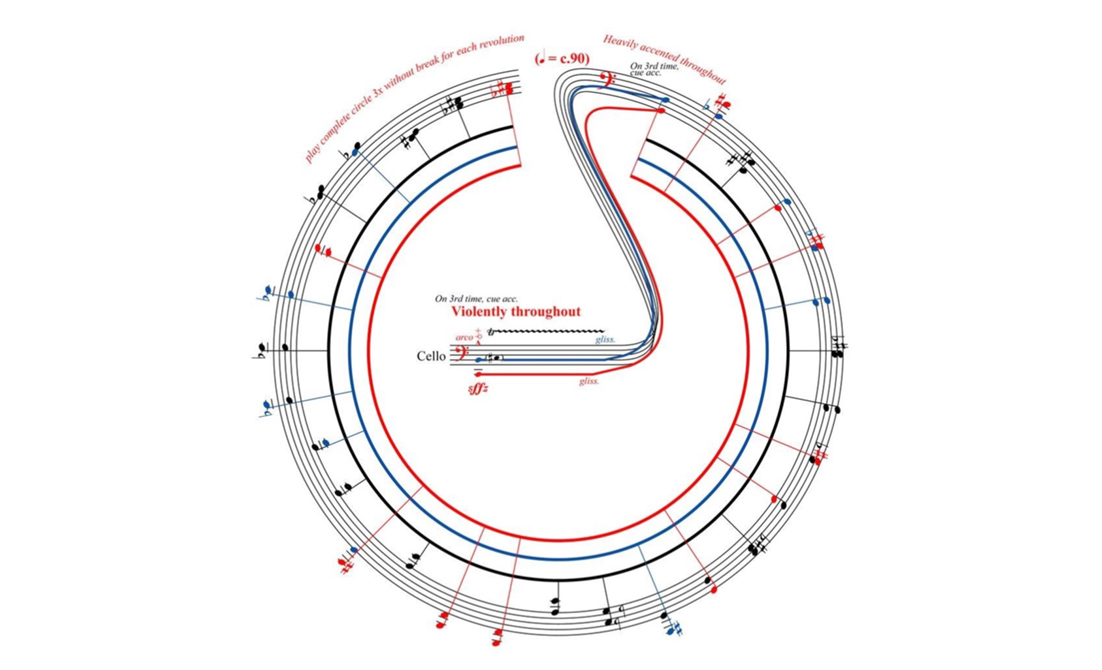 play complete circle 3x without break for each revolution
(♩ = c.90)
Heavily accented throughout
On 3rd time,
cue acc.
On 3rd time, cue acc.
Violently throughout
arco
gliss.
Cello
sffz
gliss.